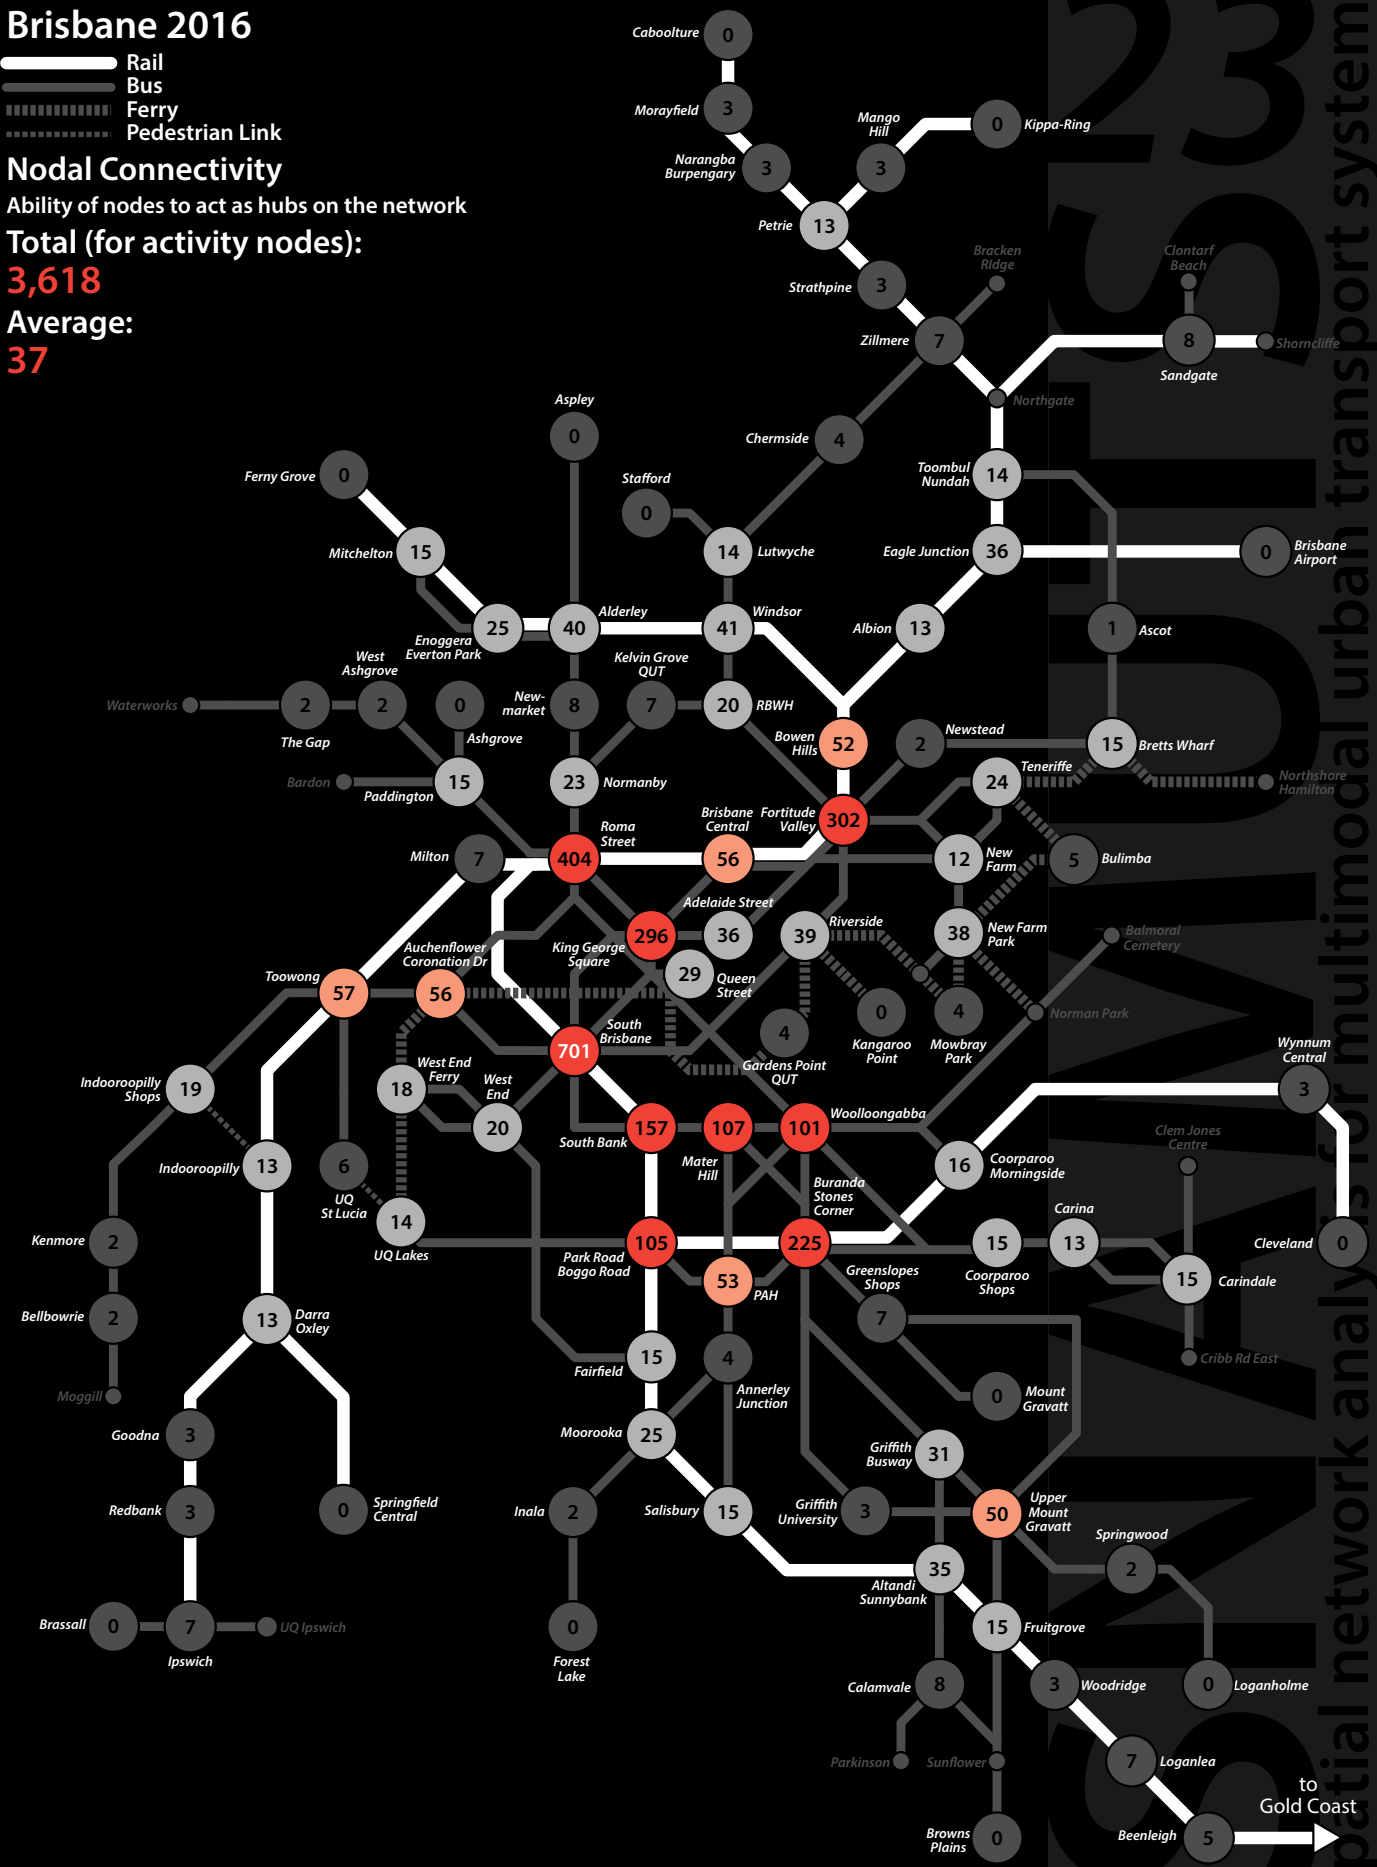 Brisbane 2016
Rail
Bus
Ferry
Pedestrian Link
Nodal Connectivity
Ability of nodes to act as hubs on the network
Total (for activity nodes):
3,618
Average:
37
Caboolture
0
Morayfield
3
Mango
Hill
3
0
Kippa-Ring
Narangba
Burpengary
3
Petrie
13
Strathpine
3
Bracken
RIdge
Clontarf
Beach
Zillmere
7
8
Sandgate
Shorncliffe
Northgate
Aspley
0
Chermside
4
Ferny Grove
0
Stafford
0
Toombul
Nundah
14
Mitchelton
15
14
Lutwyche
Eagle Junction
36
0
Brisbane
Airport
Enoggera
Everton Park
25
40
Alderley
41
Windsor
Albion
13
1
Ascot
West
Ashgrove
Kelvin Grove
QUT
Waterworks
2
The Gap
2
0
Ashgrove
New-
market
8
7
20
RBWH
Bowen
Hills
52
2
Newstead
15
Bretts Wharf
Bardon
Paddington
15
23
Normanby
Teneriffe
24
Northshore
Hamilton
Roma
Street
Brisbane
Central
Fortitude
Valley
302
Milton
7
404
56
12
New
Farm
5
Bulimba
Adelaide Street
Auchenflower
Coronation Dr
King George
Square
296
36
39
Riverside
38
New Farm
Park
Balmoral
Cemetery
Toowong
57
56
29
Queen
Street
0
Kangaroo
Point
4
Mowbray
Park
Norman Park
701
South
Brisbane
4
Gardens Point
QUT
Wynnum
Central
3
Indooroopilly
Shops
19
West End
Ferry
18
West
End
20
South Bank
157
Mater
Hill
107
101
Woolloongabba
Clem Jones
Centre
Indooroopilly
13
6
UQ
St Lucia
16
Coorparoo
Morningside
14
UQ Lakes
Buranda
Stones
Corner
225
Carina
Kenmore
2
Park Road
Boggo Road
105
53
PAH
15
Coorparoo
Shops
13
Cleveland
0
15
Carindale
Greenslopes
Shops
7
Bellbowrie
2
13
Darra
Oxley
Fairfield
15
4
Annerley
Junction
Cribb Rd East
Moggill
0
Mount
Gravatt
Goodna
3
Moorooka
25
Griffith
Busway
31
Redbank
3
0
Springfield
Central
Inala
2
Salisbury
15
Griffith
University
3
50
Upper
Mount
Gravatt
Springwood
2
35
Altandi
Sunnybank
Brassall
0
7
Ipswich
UQ Ipswich
0
Forest
Lake
15
Fruitgrove
Calamvale
8
3
Woodridge
0
Loganholme
Parkinson
Sunflower
7
Loganlea
to
Gold Coast
Browns
Plains
0
Beenleigh
5
SNAMUTS 23
spatial network analysis for multimodal urban transport systems